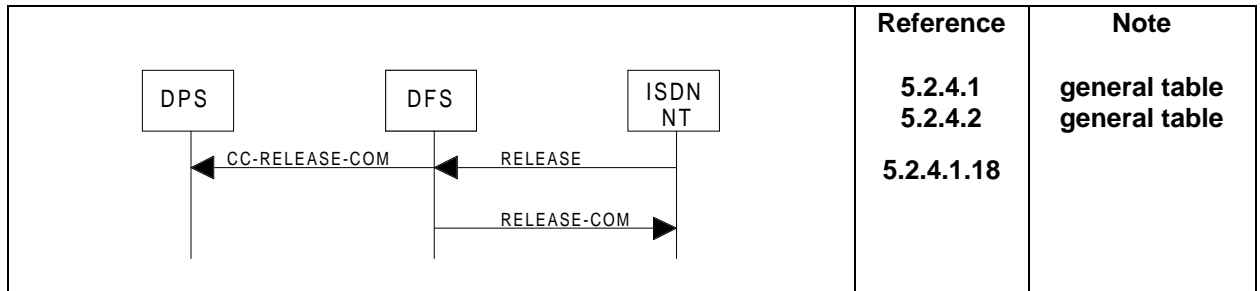 Reference Note
DPS DFS ISDN NT
5.2.4.1 general table
5.2.4.2 general table
CC-RELEASE-COM RELEASE
5.2.4.1.18
RELEASE-COM